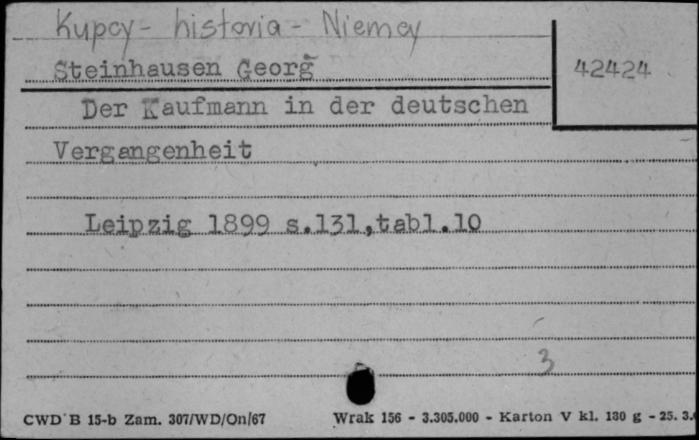 Kupcy - historia - Niemcy
Steinhausen Georg
42424
Der Kaufmann in der deutschen
Vergangenheit
Leipzig 1899 s.131,tabl.10
3
CWD B 15-b Zam. 307/WD/On/67 Wrak 156 - 3.305.000 - Karton V kl. 180 g - 25. 3.